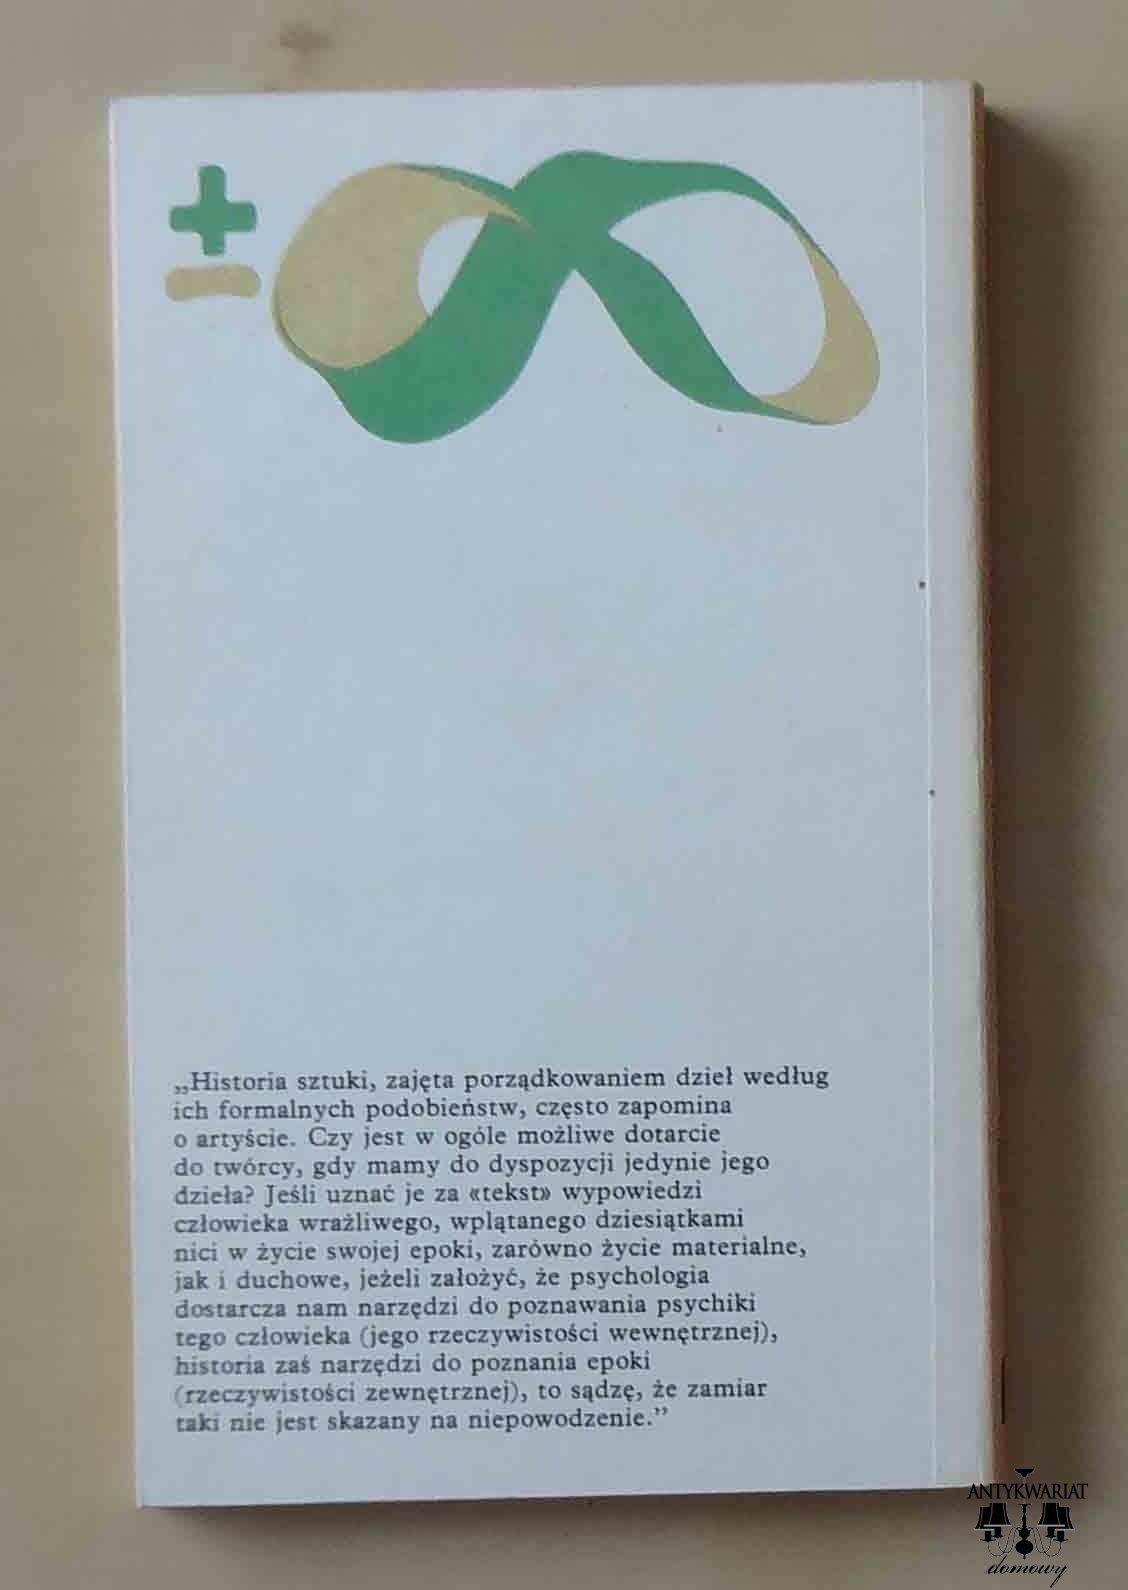 „Historia sztuki, zajęta porządkowaniem dzieł według
ich formalnych podobieństw, często zapomina
o artyście. Czy jest w ogóle możliwe dotarcie
do twórcy, gdy mamy do dyspozycji jedynie jego
dzieła? Jeśli uznać je za «tekst» wypowiedzi
człowieka wrażliwego, wplątanego dziesiątkami
nici w życie swojej epoki, zarówno życie materialne,
jak i duchowe, jeżeli założyć, że psychologia
dostarcza nam narzędzi do poznawania psychiki
tego człowieka (jego rzeczywistości wewnętrznej),
historia zaś narzędzi do poznania epoki
(rzeczywistości zewnętrznej), to sądzę, że zamiar
taki nie jest skazany na niepowodzenie.”
ANTYKWARIAT
domowy